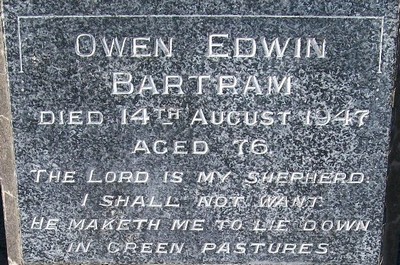 OWEN EDWIN
BARTRAM
DIED 14TH AUGUST 1947
AGED 76
THE LORD IS MY SHEPHERD:
I SHALL NOT WANT
HE MAKETH ME TO LIE DOWN
IN GREEN PASTURES